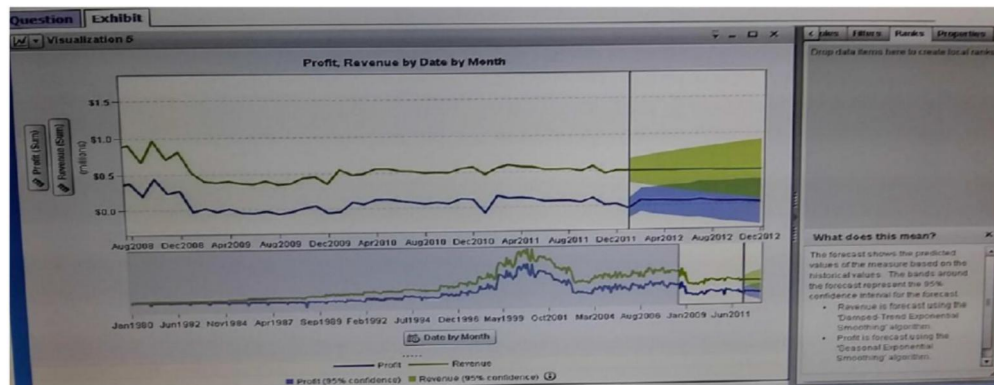 Question Exhibit
Visualization 5
Rules Filters Ranks Properties
Drop data items here to create local ranks
Profit, Revenue by Date by Month
Profit (Sum)
Revenue (Sum)
(millions)
$1.5
$1.0
$0.5
$0.0
Aug2008 Dec2008 Apr2009 Aug2009 Dec2009 Apr2010 Aug2010 Dec2010 Apr2011 Aug2011 Dec2011 Apr2012 Aug2012 Dec2012
Jan1980 Jun1982 Nov1984 Apr1987 Sep1989 Feb1992 Jul1994 Dec1996 May1999 Oct2001 Mar2004 Aug2006 Jan2009 Jun2011
Date by Month
Profit Revenue
Profit (95% confidence) Revenue (95% confidence)
What does this mean?
The forecast shows the predicted
values of the measure based on the
historical values. The bands around
the forecast represent the 95%
confidence interval for the forecast.
• Revenue is forecast using the
'Damped-Trend Exponential
Smoothing' algorithm.
• Profit is forecast using the
'Seasonal Exponential
Smoothing' algorithm.